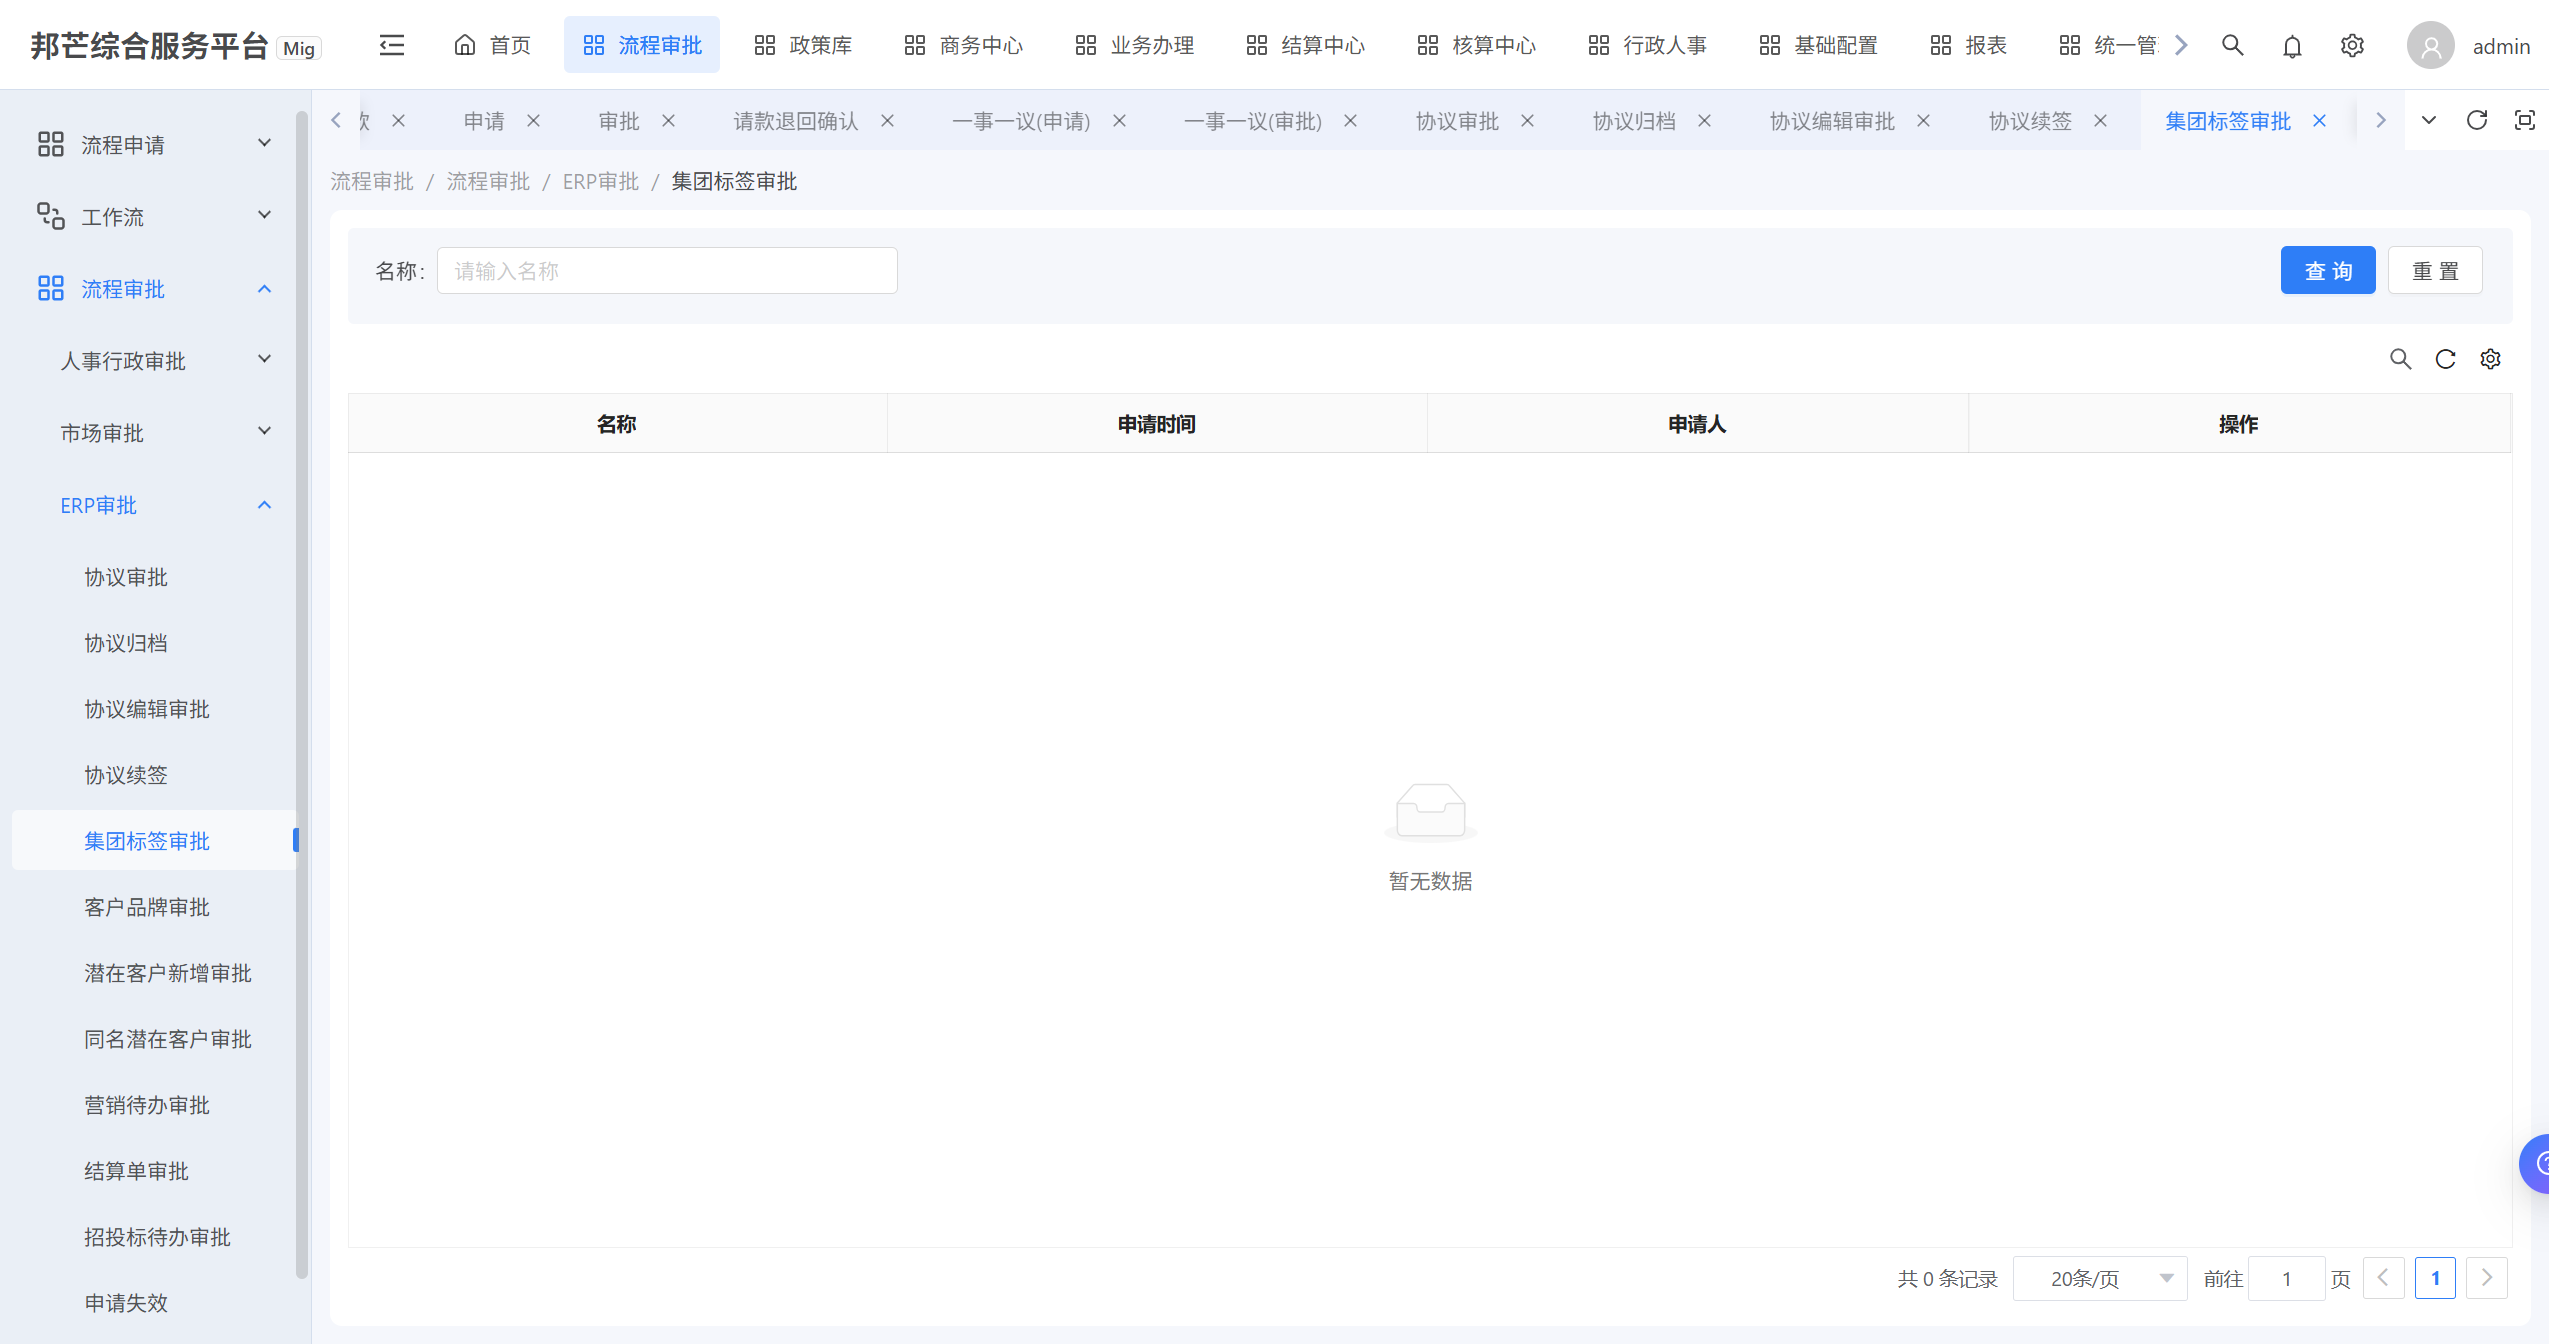 邦芒综合服务平台 Mig
首页 流程审批 政策库 商务中心 业务办理 结算中心 核算中心 行政人事 基础配置 报表 统一管
admin
申请 审批 请款退回确认 一事一议(申请) 一事一议(审批) 协议审批 协议归档 协议编辑审批 协议续签 集团标签审批
流程审批 / 流程审批 / ERP审批 / 集团标签审批
流程申请
工作流
流程审批
人事行政审批
市场审批
ERP审批
协议审批
协议归档
协议编辑审批
协议续签
集团标签审批
客户品牌审批
潜在客户新增审批
同名潜在客户审批
营销待办审批
结算单审批
招投标待办审批
申请失效
名称: 请输入名称 查询 重置
名称 申请时间 申请人 操作
暂无数据
共 0 条记录 20条/页 前往 1 页 1